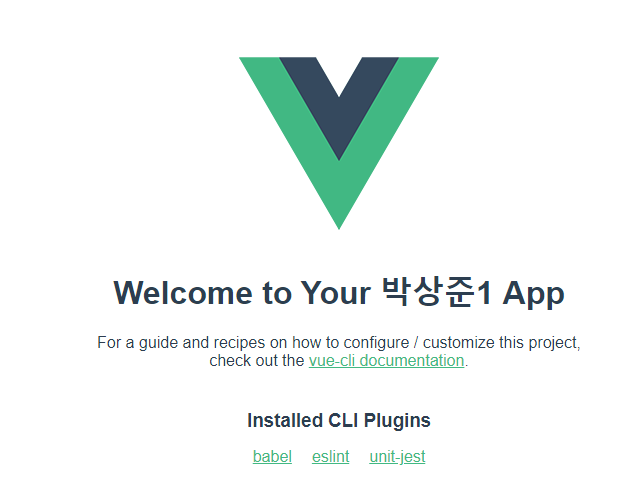 Welcome to Your 박상준1 App
For a guide and recipes on how to configure / customize this project,
check out the vue-cli documentation.
Installed CLI Plugins
babel eslint unit-jest